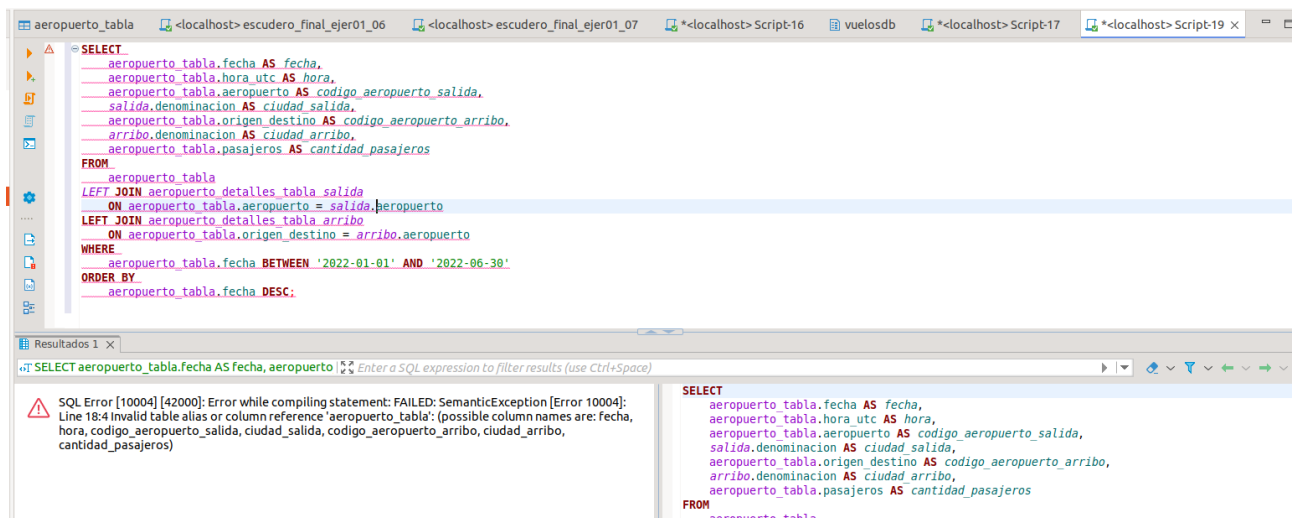 aeropuerto_tabla
<localhost> escudero_final_ejer01_06
<localhost> escudero_final_ejer01_07
*<localhost> Script-16
vuelosdb
*<localhost> Script-17
*<localhost> Script-19
SELECT
aeropuerto_tabla.fecha AS fecha,
aeropuerto_tabla.hora_utc AS hora,
aeropuerto_tabla.aeropuerto AS codigo_aeropuerto_salida,
salida.denominacion AS ciudad_salida,
aeropuerto_tabla.origen_destino AS codigo_aeropuerto_arribo,
arribo.denominacion AS ciudad_arribo,
aeropuerto_tabla.pasajeros AS cantidad_pasajeros
FROM
aeropuerto_tabla
LEFT JOIN aeropuerto_detalles_tabla salida
ON aeropuerto_tabla.aeropuerto = salida.aeropuerto
LEFT JOIN aeropuerto_detalles_tabla arribo
ON aeropuerto_tabla.origen_destino = arribo.aeropuerto
WHERE
aeropuerto_tabla.fecha BETWEEN '2022-01-01' AND '2022-06-30'
ORDER BY
aeropuerto_tabla.fecha DESC;
Resultados 1
SELECT aeropuerto_tabla.fecha AS fecha, aeropuerto
Enter a SQL expression to filter results (use Ctrl+Space)
SQL Error [10004] [42000]: Error while compiling statement: FAILED: SemanticException [Error 10004]:
Line 18:4 Invalid table alias or column reference 'aeropuerto_tabla': (possible column names are: fecha,
hora, codigo_aeropuerto_salida, ciudad_salida, codigo_aeropuerto_arribo, ciudad_arribo,
cantidad_pasajeros)
SELECT
aeropuerto_tabla.fecha AS fecha,
aeropuerto_tabla.hora_utc AS hora,
aeropuerto_tabla.aeropuerto AS codigo_aeropuerto_salida,
salida.denominacion AS ciudad_salida,
aeropuerto_tabla.origen_destino AS codigo_aeropuerto_arribo,
arribo.denominacion AS ciudad_arribo,
aeropuerto_tabla.pasajeros AS cantidad_pasajeros
FROM
aeropuerto_tabla